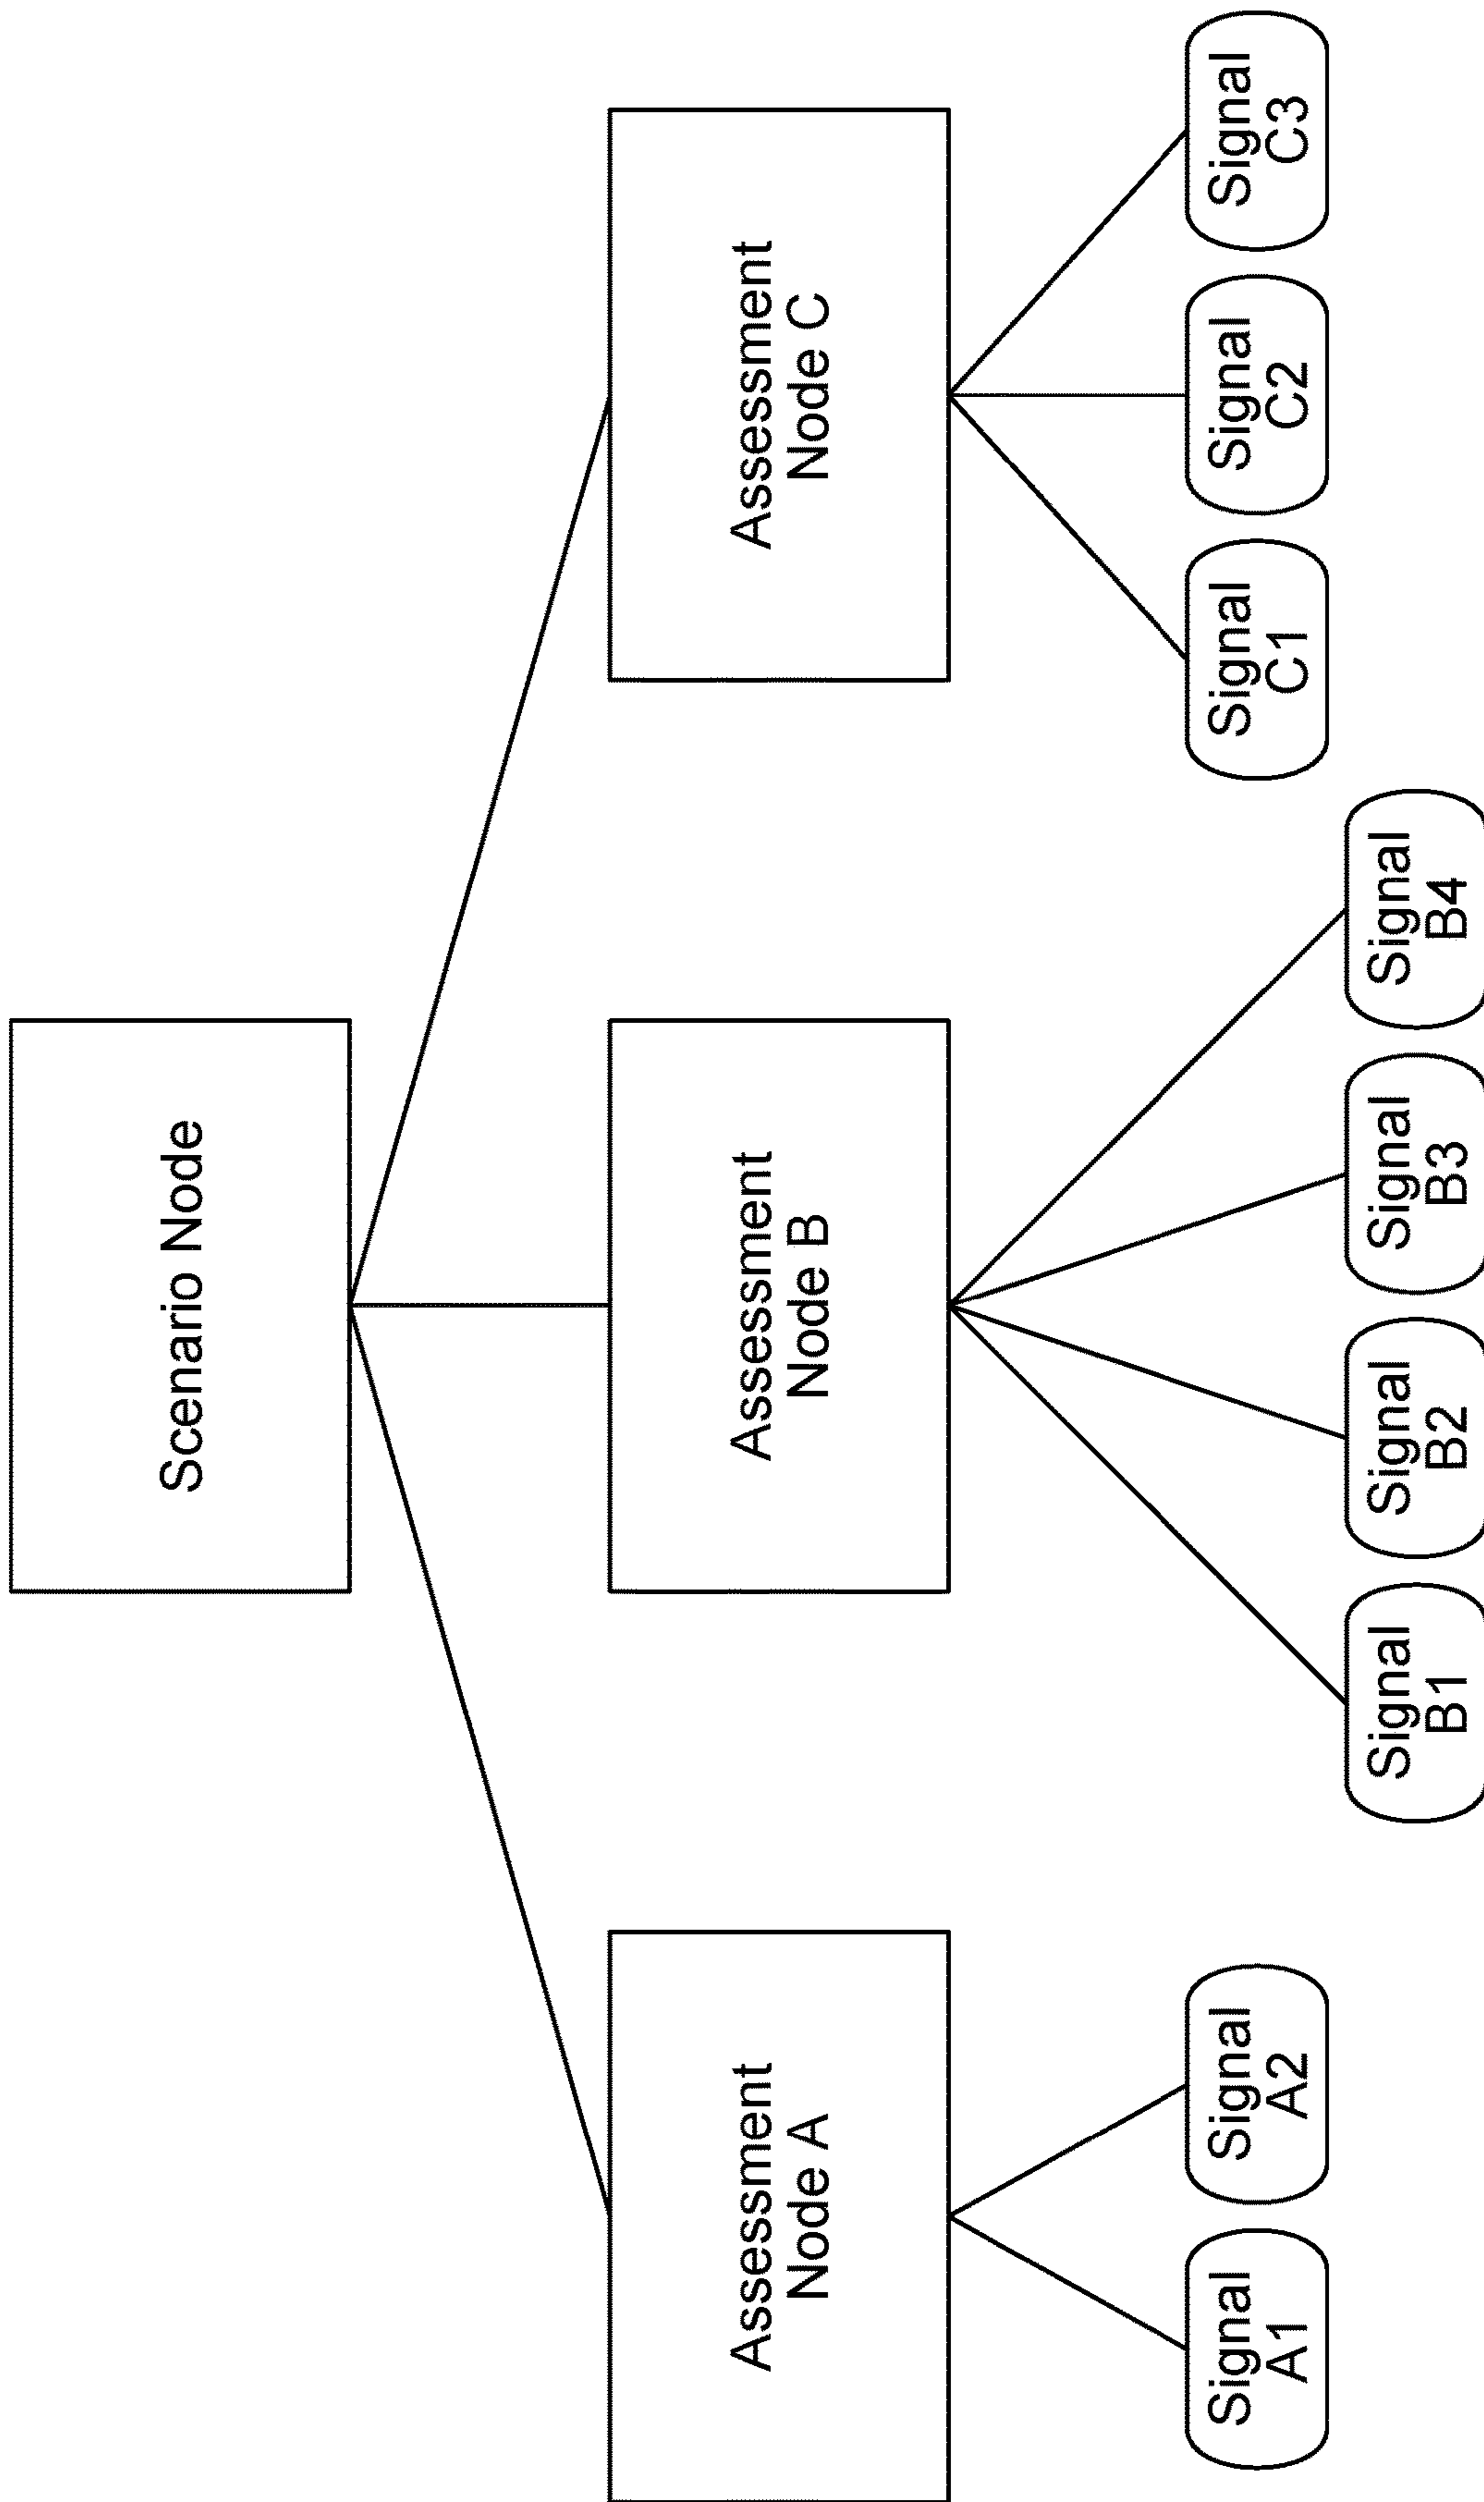 Scenario Node
Assessment
Node A
Assessment
Node B
Assessment
Node C
Signal
A1
Signal
A2
Signal
B1
Signal
B2
Signal
B3
Signal
B4
Signal
C1
Signal
C2
Signal
C3